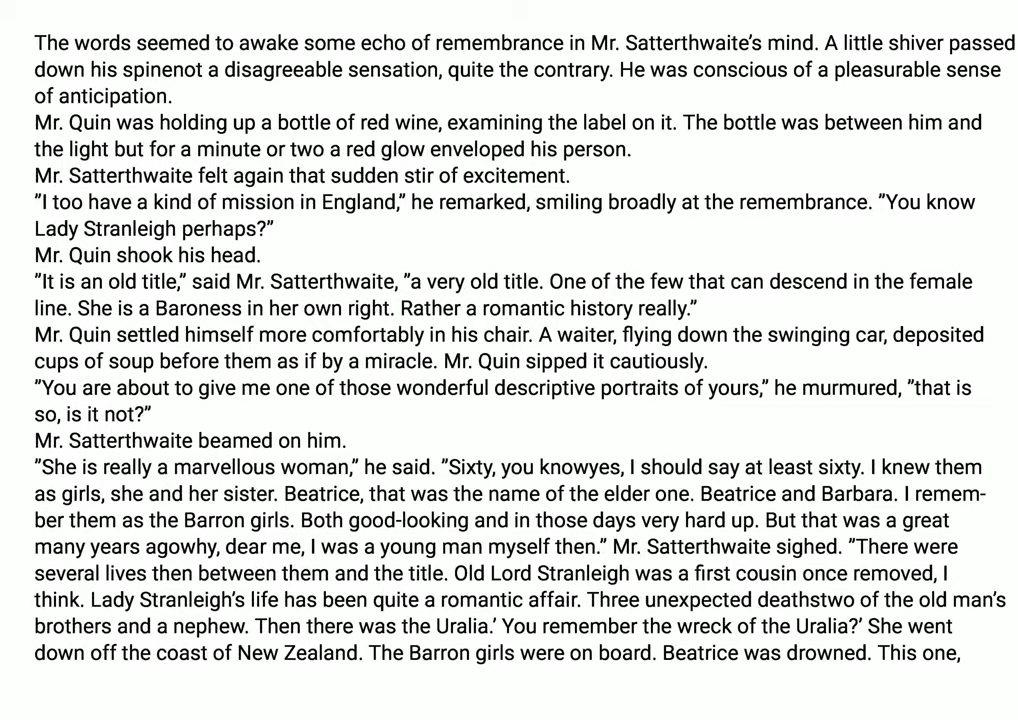 The words seemed to awake some echo of remembrance in Mr. Satterthwaite’s mind. A little shiver passed
down his spinenot a disagreeable sensation, quite the contrary. He was conscious of a pleasurable sense
of anticipation.
Mr. Quin was holding up a bottle of red wine, examining the label on it. The bottle was between him and
the light but for a minute or two a red glow enveloped his person.
Mr. Satterthwaite felt again that sudden stir of excitement.
”I too have a kind of mission in England,” he remarked, smiling broadly at the remembrance. ”You know
Lady Stranleigh perhaps?”
Mr. Quin shook his head.
”It is an old title,” said Mr. Satterthwaite, ”a very old title. One of the few that can descend in the female
line. She is a Baroness in her own right. Rather a romantic history really.”
Mr. Quin settled himself more comfortably in his chair. A waiter, flying down the swinging car, deposited
cups of soup before them as if by a miracle. Mr. Quin sipped it cautiously.
”You are about to give me one of those wonderful descriptive portraits of yours,” he murmured, ”that is
so, is it not?”
Mr. Satterthwaite beamed on him.
”She is really a marvellous woman,” he said. ”Sixty, you knowyes, I should say at least sixty. I knew them
as girls, she and her sister. Beatrice, that was the name of the elder one. Beatrice and Barbara. I remem-
ber them as the Barron girls. Both good-looking and in those days very hard up. But that was a great
many years agowhy, dear me, I was a young man myself then.” Mr. Satterthwaite sighed. ”There were
several lives then between them and the title. Old Lord Stranleigh was a first cousin once removed, I
think. Lady Stranleigh’s life has been quite a romantic affair. Three unexpected deathstwo of the old man’s
brothers and a nephew. Then there was the Uralia.’ You remember the wreck of the Uralia?’ She went
down off the coast of New Zealand. The Barron girls were on board. Beatrice was drowned. This one,